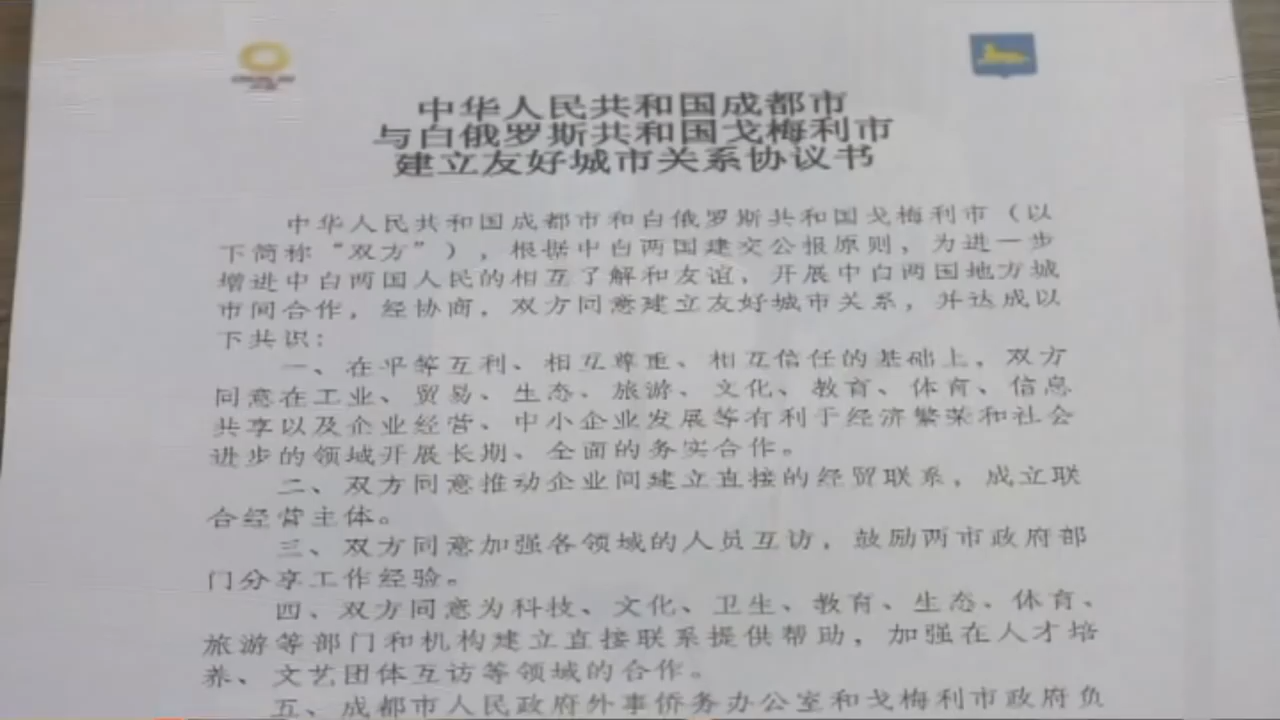 中华人民共和国成都市
与白俄罗斯共和国戈梅利市
建立友好城市关系协议书
中华人民共和国成都市和白俄罗斯共和国戈梅利市（以
下简称“双方”），根据中白两国建交公报原则，为进一步
增进中白两国人民的相互了解和友谊，开展中白两国地方城
市间合作，经协商，双方同意建立友好城市关系，并达成以
下共识：
一、在平等互利、相互尊重、相互信任的基础上，双方
同意在工业、贸易、生态、旅游、文化、教育、体育、信息
共享以及企业经营、中小企业发展等有利于经济繁荣和社会
进步的领域开展长期、全面的务实合作。
二、双方同意推动企业间建立直接的经贸联系，成立联
合经营主体。
三、双方同意加强各领域的人员互访，鼓励两市政府部
门分享工作经验。
四、双方同意为科技、文化、卫生、教育、生态、体育、
旅游等部门和机构建立直接联系提供帮助，加强在人才培
养、文艺团体互访等领域的合作。
五、成都市人民政府外事侨务办公室和戈梅利市政府负